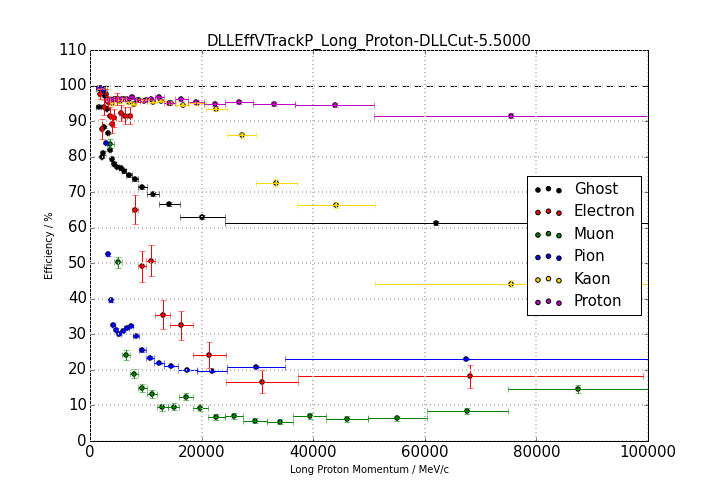 DLLEffVTrackP_Long_Proton-DLLCut-5.5000
110
100
90
80
70
60
50
40
30
20
10
0
Efficiency / %
Ghost
Electron
Muon
Pion
Kaon
Proton
0 20000 40000 60000 80000 100000
Long Proton Momentum / MeV/c